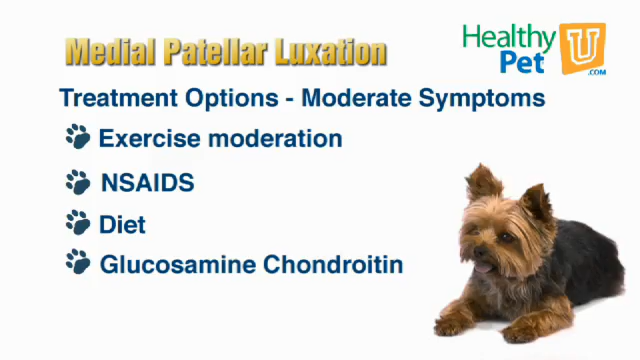 Medial Patellar Luxation
Healthy
Pet U
.COM
Treatment Options - Moderate Symptoms
Exercise moderation
NSAIDS
Diet
Glucosamine Chondroitin